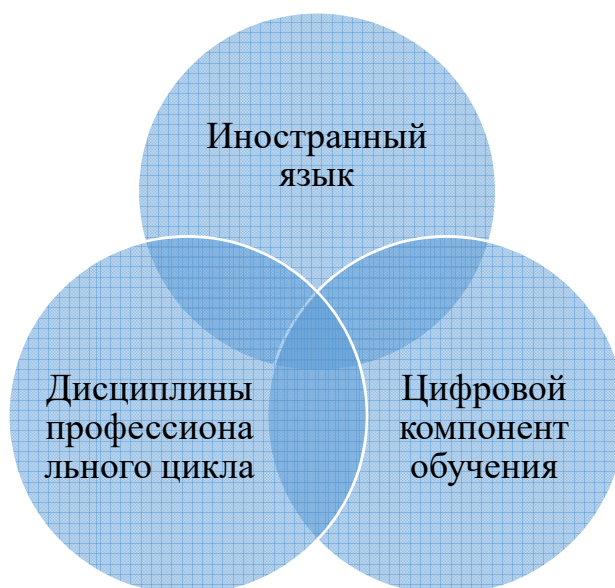 Иностранный
язык
Дисциплины
профессиона
льного цикла
Цифровой
компонент
обучения